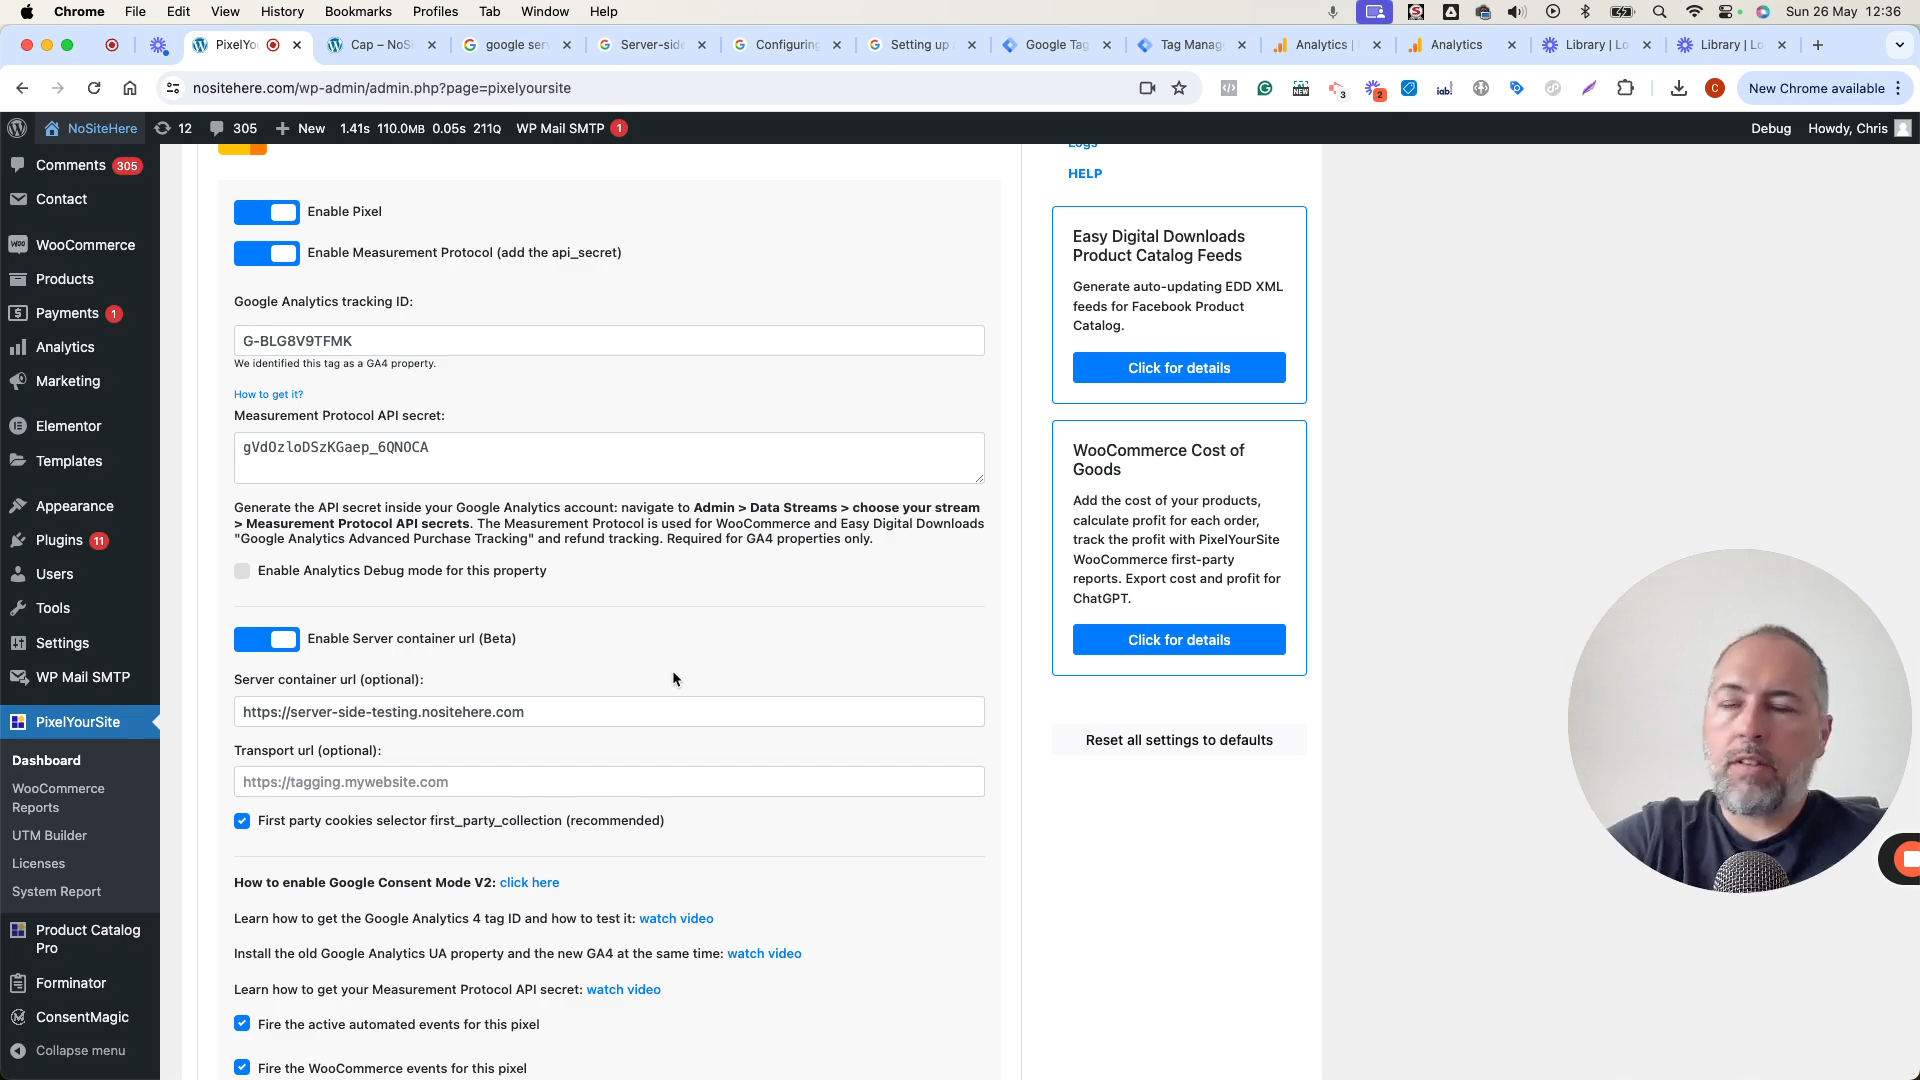 Chrome File Edit View History Bookmarks Profiles Tab Window Help Sun 26 May 12:36
PixelYou Cap – NoSi google serv Server-side Configuring Setting up Google Tag Tag Manag Analytics | Analytics Library | Lo Library | Lo
nositehere.com/wp-admin/admin.php?page=pixelyoursite NEW 3 2 iab! C New Chrome available
NoSiteHere 12 305 New 1.41s 110.0MB 0.05s 211Q WP Mail SMTP 1 Debug Howdy, Chris
Comments 305
Contact
WooCommerce
Products
Payments 1
Analytics
Marketing
Elementor
Templates
Appearance
Plugins 11
Users
Tools
Settings
WP Mail SMTP
PixelYourSite
Dashboard
WooCommerce
Reports
UTM Builder
Licenses
System Report
Product Catalog
Pro
Forminator
ConsentMagic
Collapse menu
Enable Pixel
Enable Measurement Protocol (add the api_secret)
Google Analytics tracking ID:
G-BLG8V9TFMK
We identified this tag as a GA4 property.
How to get it?
Measurement Protocol API secret:
gVdOzloDSzKGaep_6QNOCA
Generate the API secret inside your Google Analytics account: navigate to Admin > Data Streams > choose your stream
> Measurement Protocol API secrets. The Measurement Protocol is used for WooCommerce and Easy Digital Downloads
"Google Analytics Advanced Purchase Tracking" and refund tracking. Required for GA4 properties only.
Enable Analytics Debug mode for this property
Enable Server container url (Beta)
Server container url (optional):
https://server-side-testing.nositehere.com
Transport url (optional):
https://tagging.mywebsite.com
First party cookies selector first_party_collection (recommended)
How to enable Google Consent Mode V2: click here
Learn how to get the Google Analytics 4 tag ID and how to test it: watch video
Install the old Google Analytics UA property and the new GA4 at the same time: watch video
Learn how to get your Measurement Protocol API secret: watch video
Fire the active automated events for this pixel
Fire the WooCommerce events for this pixel
Logs
HELP
Easy Digital Downloads
Product Catalog Feeds
Generate auto-updating EDD XML
feeds for Facebook Product
Catalog.
Click for details
WooCommerce Cost of
Goods
Add the cost of your products,
calculate profit for each order,
track the profit with PixelYourSite
WooCommerce first-party
reports. Export cost and profit for
ChatGPT.
Click for details
Reset all settings to defaults